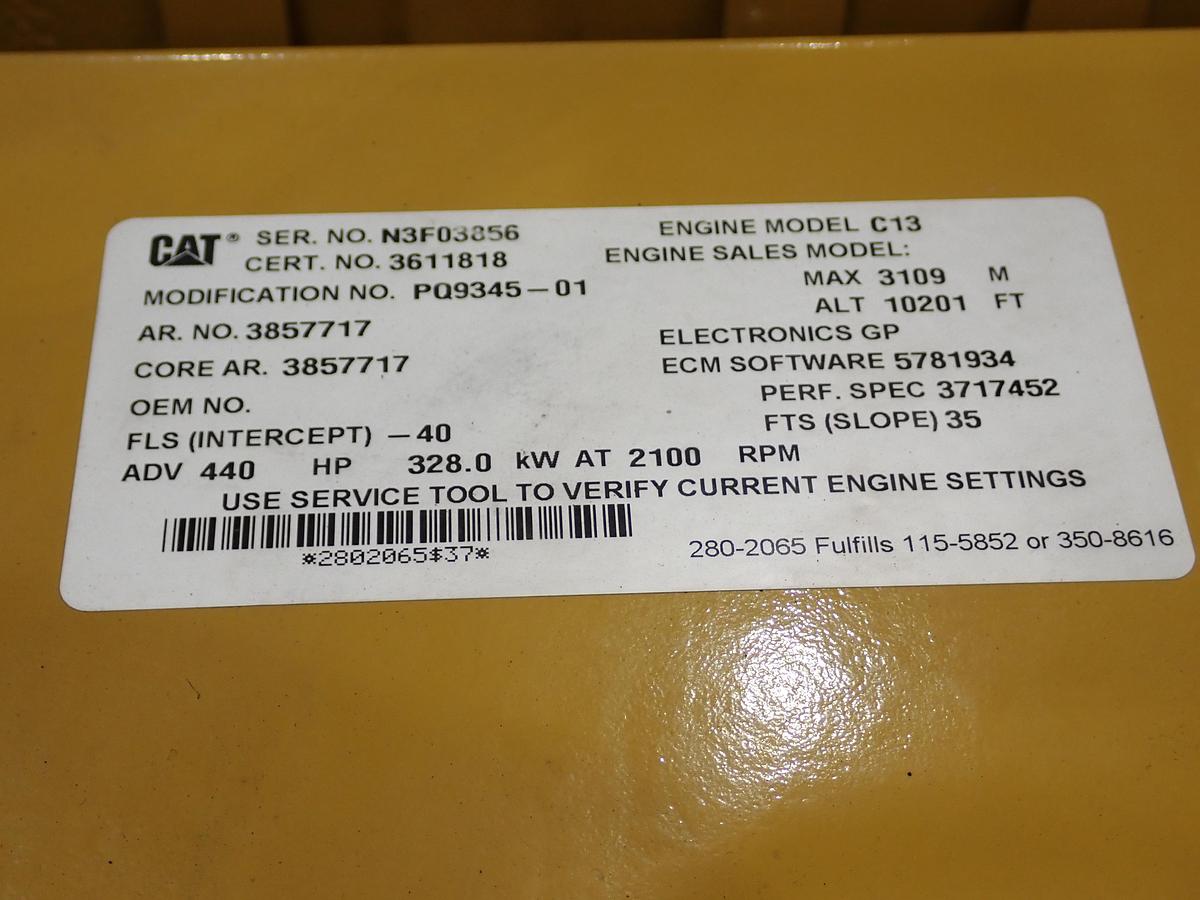 CAT® SER. NO. N3F03856 ENGINE MODEL C13
CERT. NO. 3611818 ENGINE SALES MODEL:
MODIFICATION NO. PQ9345-01 MAX 3109 M
ALT 10201 FT
AR. NO. 3857717 ELECTRONICS GP
CORE AR. 3857717 ECM SOFTWARE 5781934
OEM NO. PERF. SPEC 3717452
FLS (INTERCEPT) -40 FTS (SLOPE) 35
ADV 440 HP 328.0 kW AT 2100 RPM
USE SERVICE TOOL TO VERIFY CURRENT ENGINE SETTINGS
*2802065$37*
280-2065 Fulfills 115-5852 or 350-8616